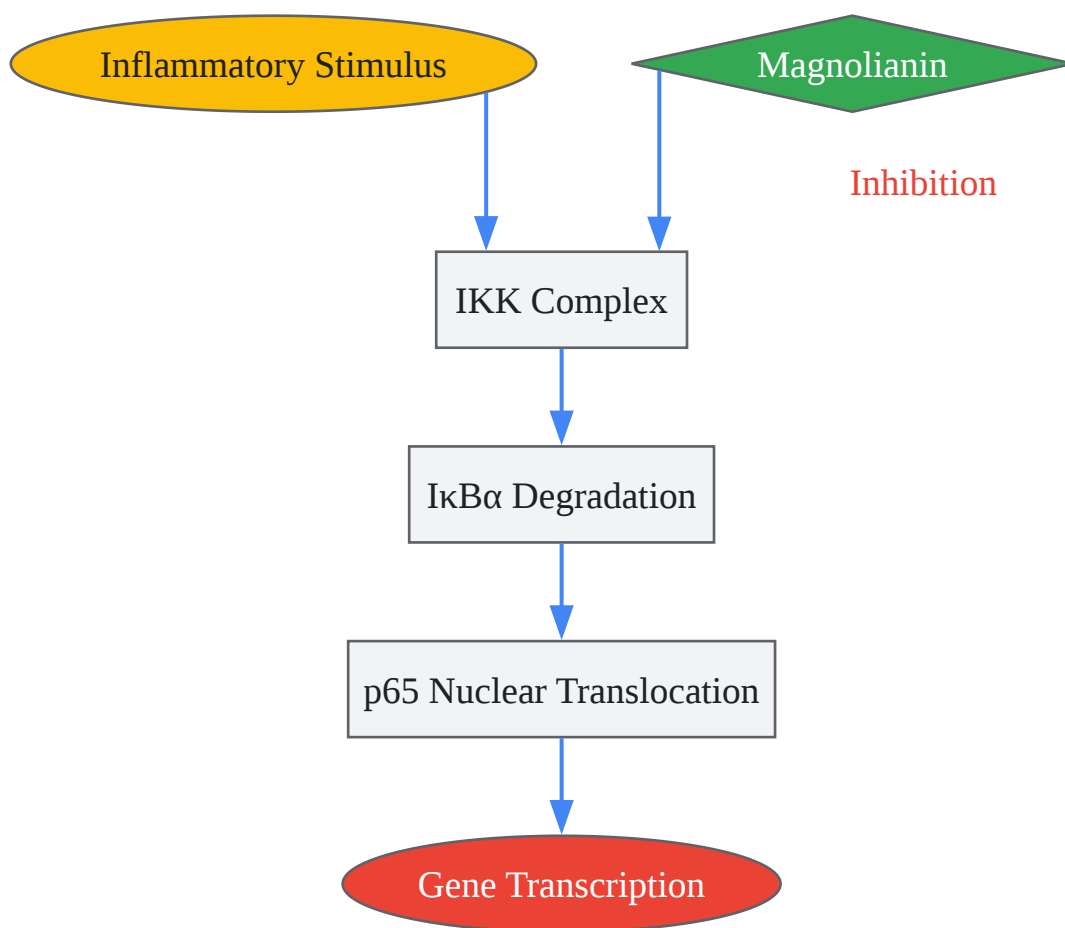 Inflammatory Stimulus
Magnolianin
Inhibition
IKK Complex
IκBα Degradation
p65 Nuclear Translocation
Gene Transcription